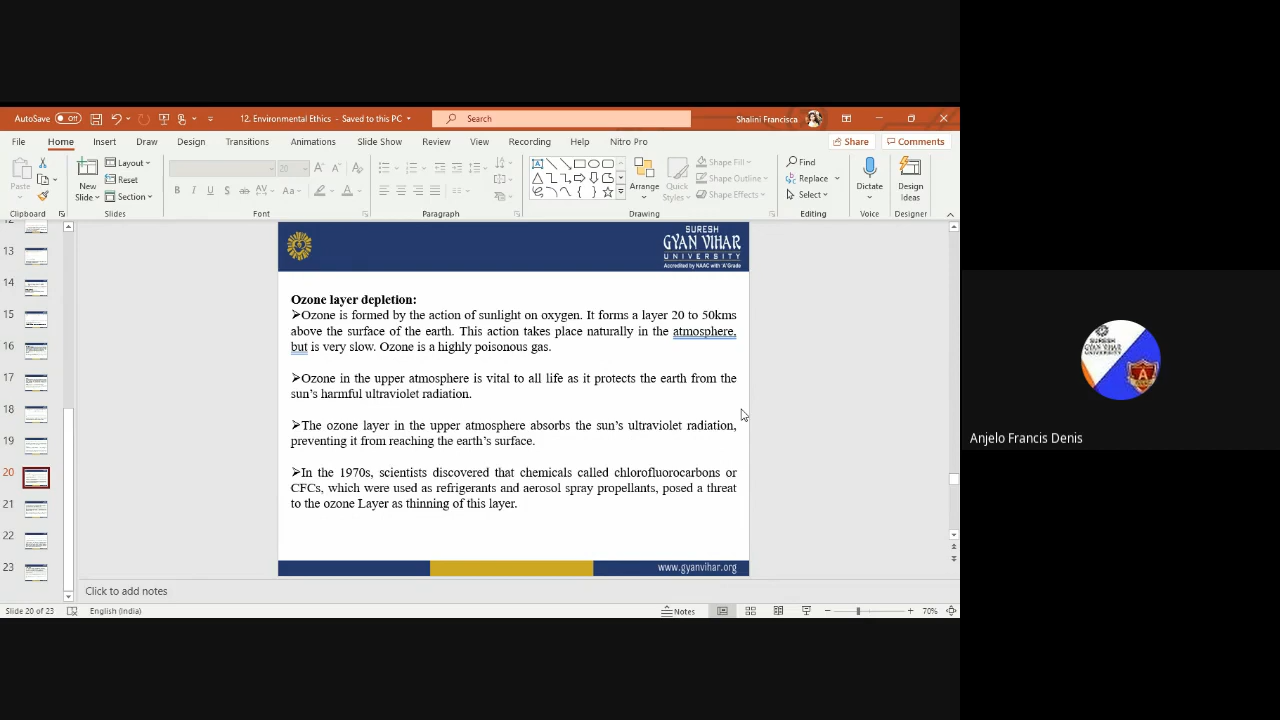 AutoSave Off 12. Environmental Ethics - Saved to this PC Search Shalini Francisca
File Home Insert Draw Design Transitions Animations Slide Show Review View Recording Help Nitro Pro Share Comments
Paste New Slide Layout Reset Section 20 Arrange Quick Styles Shape Fill Shape Outline Shape Effects Find Replace Select Dictate Design Ideas
Clipboard Slides Font Paragraph Drawing Editing Voice Designer
12
13
14
15
16
17
18
19
20
21
22
23
SURESH
GYAN VIHAR
UNIVERSITY
Accredited by NAAC with 'A' Grade
Ozone layer depletion:
➢Ozone is formed by the action of sunlight on oxygen. It forms a layer 20 to 50kms
above the surface of the earth. This action takes place naturally in the atmosphere,
but is very slow. Ozone is a highly poisonous gas.
➢Ozone in the upper atmosphere is vital to all life as it protects the earth from the
sun's harmful ultraviolet radiation.
➢The ozone layer in the upper atmosphere absorbs the sun's ultraviolet radiation,
preventing it from reaching the earth's surface.
➢In the 1970s, scientists discovered that chemicals called chlorofluorocarbons or
CFCs, which were used as refrigerants and aerosol spray propellants, posed a threat
to the ozone Layer as thinning of this layer.
www.gyanvihar.org
Click to add notes
Slide 20 of 23 English (India) Notes 70%
Anjelo Francis Denis